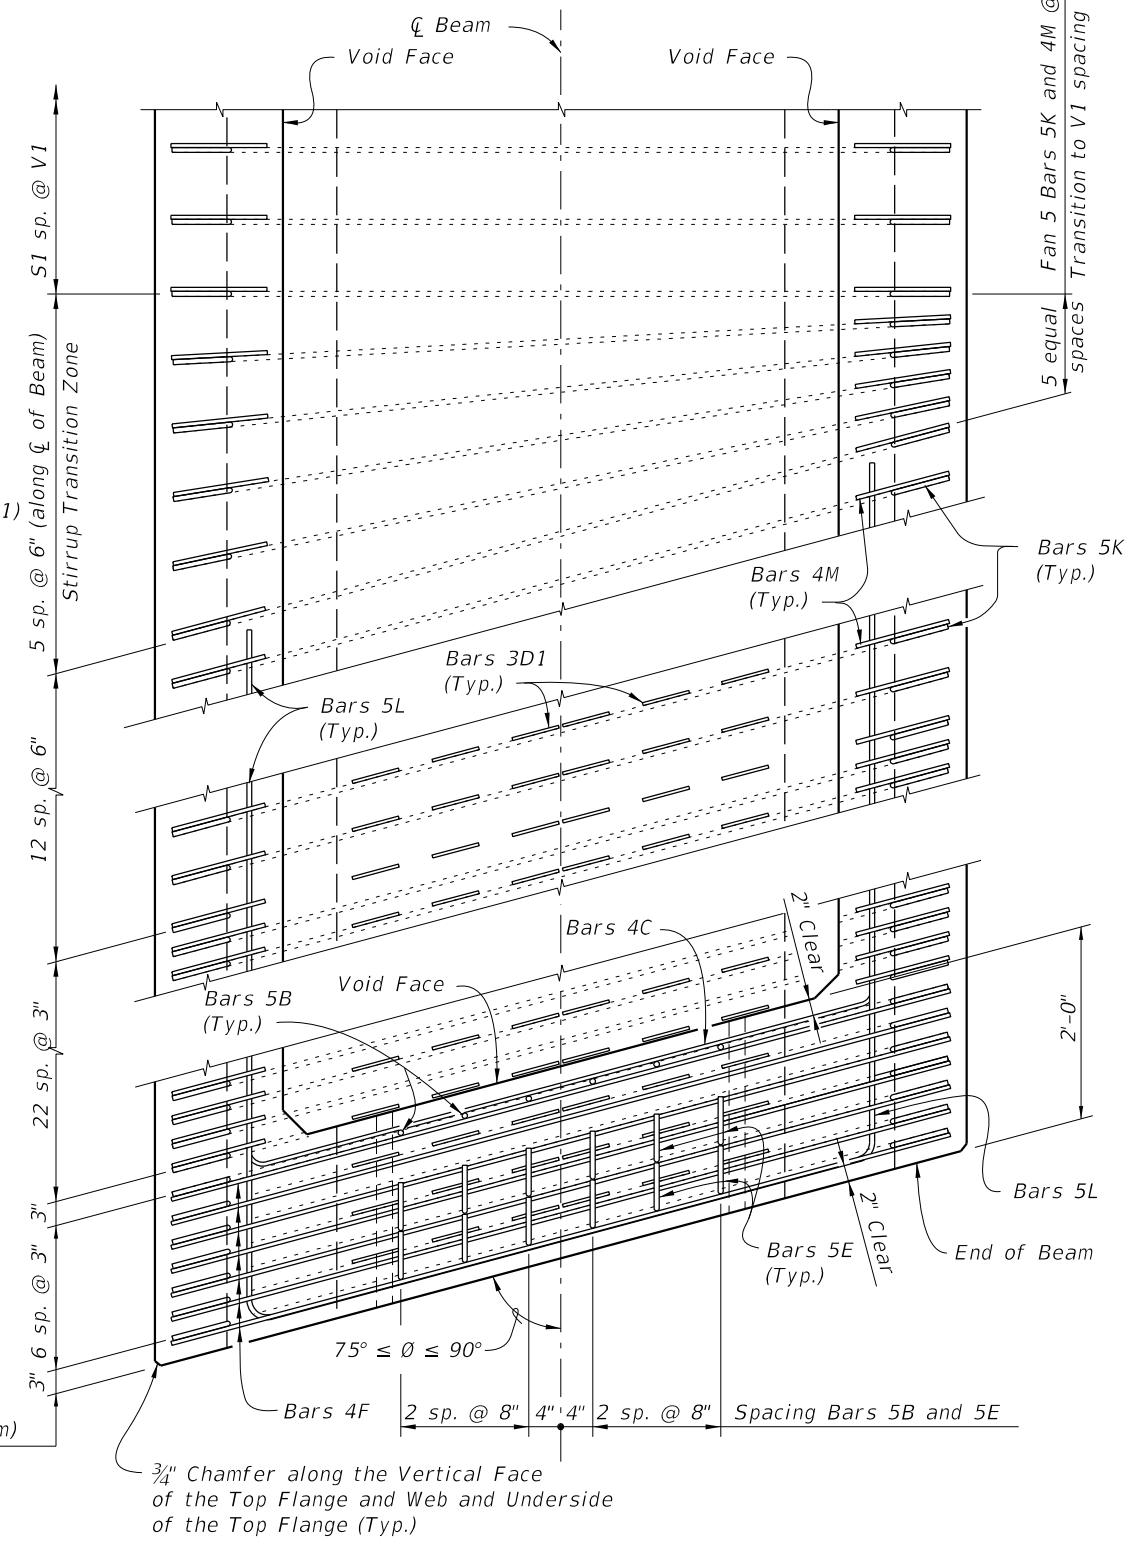 ℄ Beam
Void Face
Void Face
S1 sp. @ V1
5 equal spaces
Fan 5 Bars 5K and 4M @
Transition to V1 spacing
5 sp. @ 6" (along ℄ of Beam)
Stirrup Transition Zone
1)
Bars 5K
(Typ.)
Bars 4M
(Typ.)
Bars 3D1
(Typ.)
Bars 5L
(Typ.)
12 sp. @ 6"
2" Clear
Bars 4C
Void Face
Bars 5B
(Typ.)
22 sp. @ 3"
2'-0"
Bars 5L
3"
2" Clear
Bars 5E
(Typ.)
End of Beam
6 sp. @ 3"
75° ≤ Ø ≤ 90°
3"
Bars 4F
2 sp. @ 8" 4" 4" 2 sp. @ 8" Spacing Bars 5B and 5E
m)
¾" Chamfer along the Vertical Face
of the Top Flange and Web and Underside
of the Top Flange (Typ.)